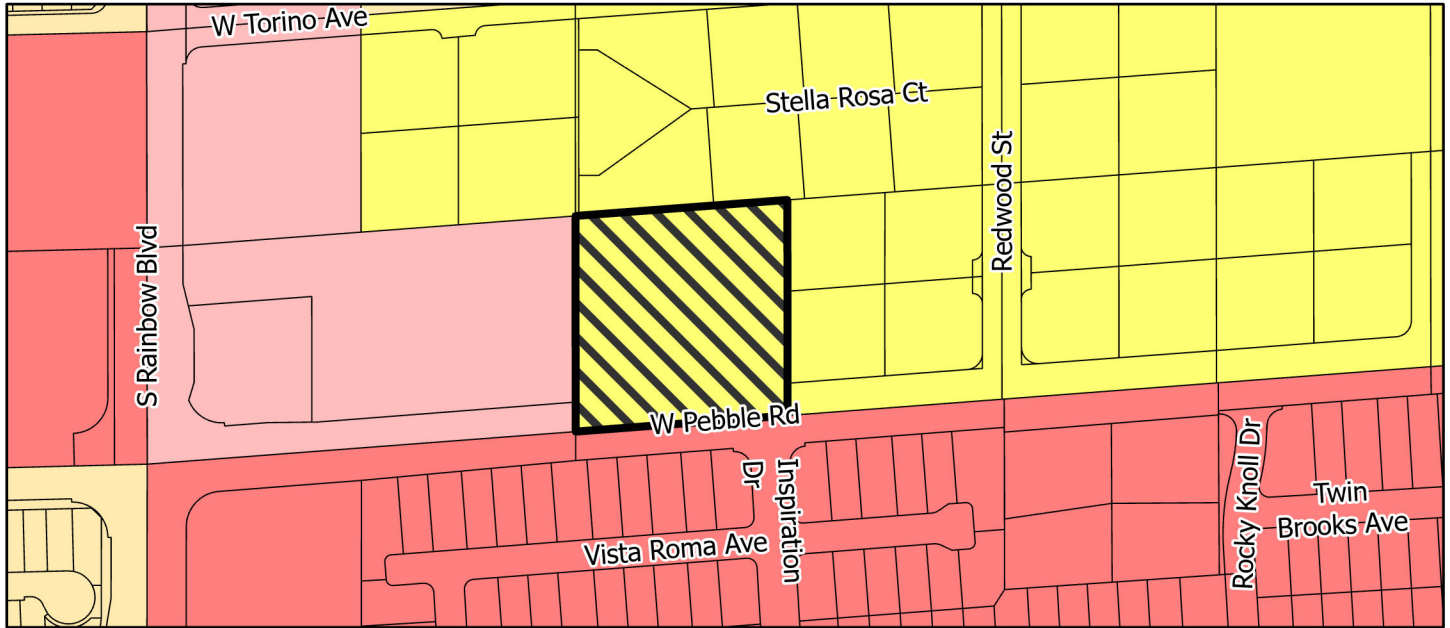 W Torino Ave
Stella Rosa Ct
Redwood St
S Rainbow Blvd
W Pebble Rd
Inspiration
Dr
Vista Roma Ave
Rocky Knoll Dr
Twin
Brooks Ave